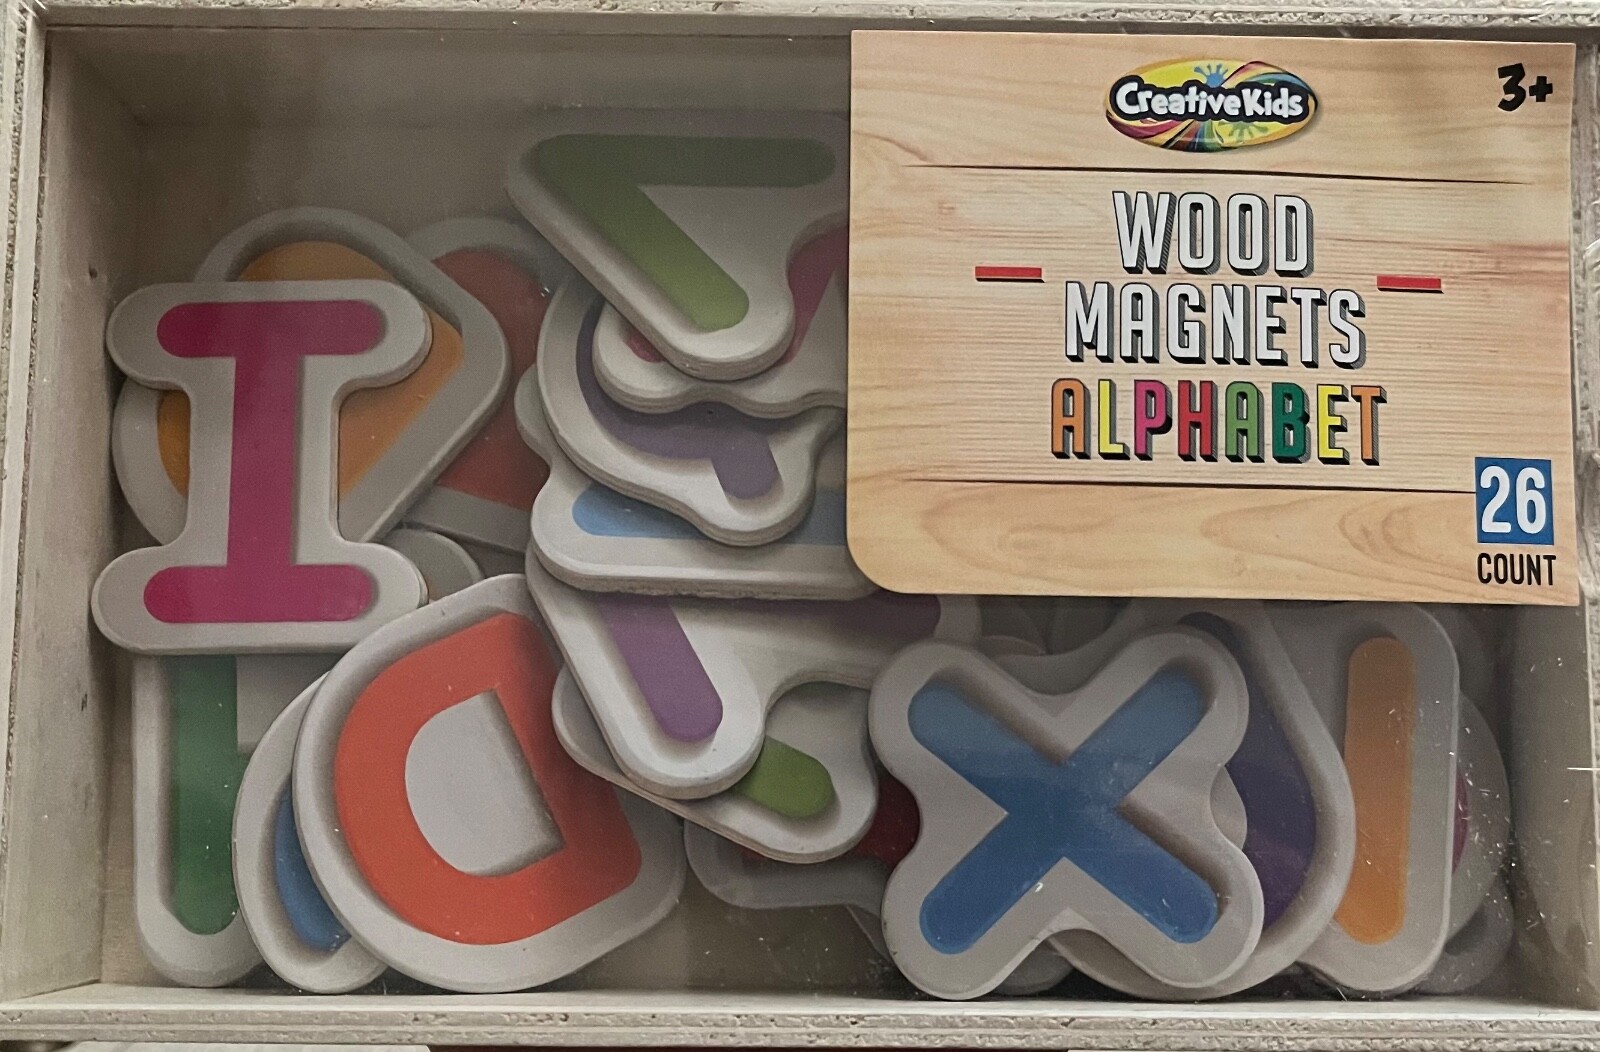 CreativeKids
3+
WOOD
MAGNETS
ALPHABET
26
COUNT
I
D
X